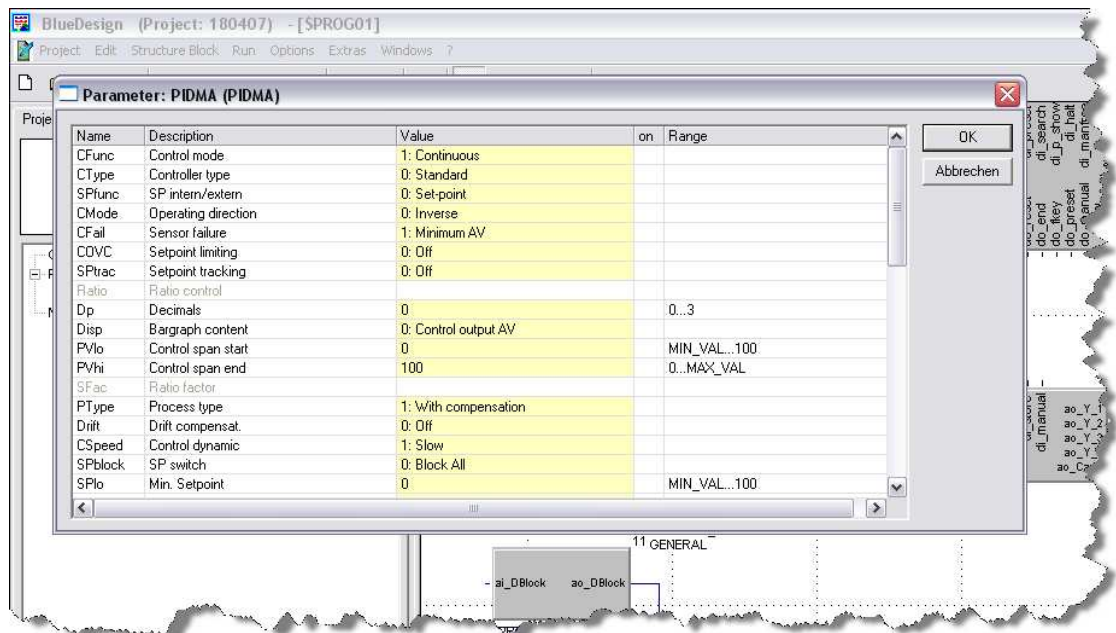 BlueDesign (Project: 180407) - [$PROG01]
Project Edit Structure Block Run Options Extras Windows ?
Parameter: PIDMA (PIDMA)
Proje
Name Description Value on Range
CFunc Control mode 1: Continuous
CType Controller type 0: Standard
SPfunc SP intern/extern 0: Set-point
CMode Operating direction 0: Inverse
CFail Sensor failure 1: Minimum AV
COVC Setpoint limiting 0: Off
SPtrac Setpoint tracking 0: Off
Ratio Ratio control
Dp Decimals 0 0...3
Disp Bargraph content 0: Control output AV
PVlo Control span start 0 MIN_VAL...100
PVhi Control span end 100 0...MAX_VAL
SFac Ratio factor
PType Process type 1: With compensation
Drift Drift compensat. 0: Off
CSpeed Control dynamic 1: Slow
SPblock SP switch 0: Block All
SPlo Min. Setpoint 0 MIN_VAL...100
OK
Abbrechen
di_search
di_p_show
di_halt
do_end
do_fkey
do_preset
do_manual
di_manual
ao_Y_1
ao_Y_2
11 GENERAL
ai_DBlock ao_DBlock